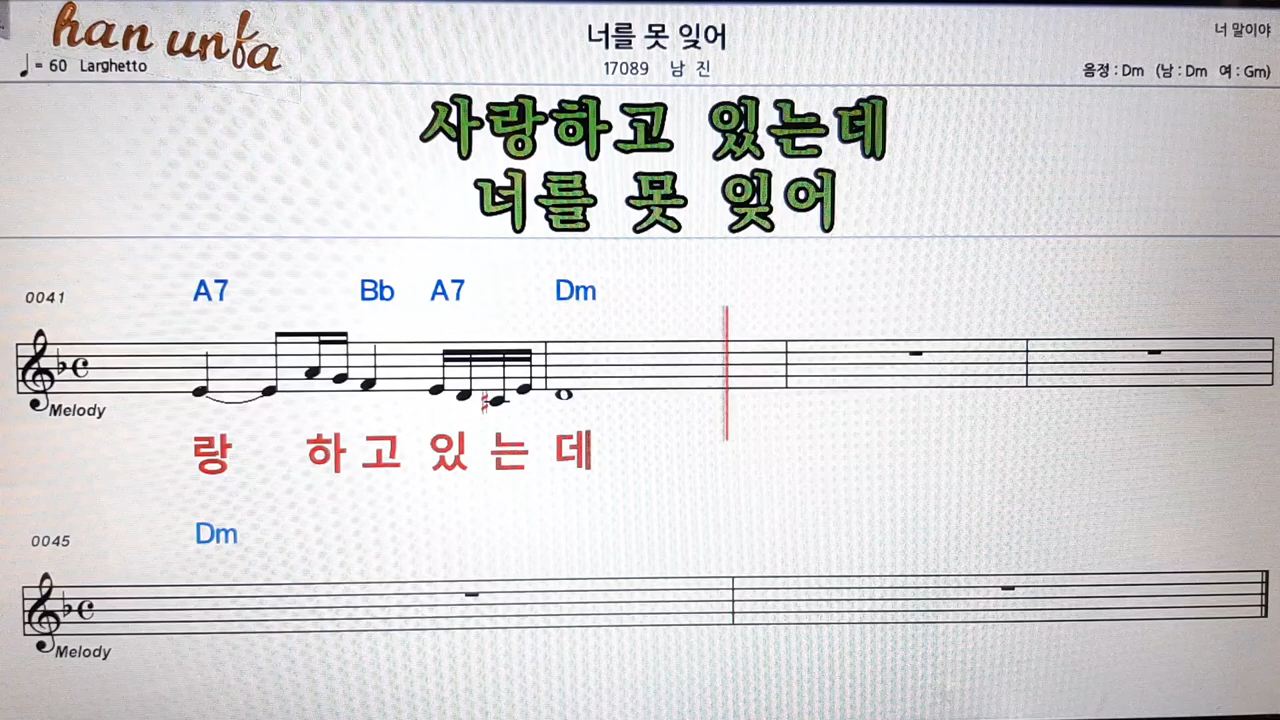 han unfa
너를 못 잊어
너 말이야
♩= 60 Larghetto
17089 남 진
음정 : Dm (남 : Dm 여 : Gm)
사랑하고 있는데
너를 못 잊어
0041
A7 Bb A7 Dm
Melody
랑 하 고 있 는 데
0045
Dm
Melody